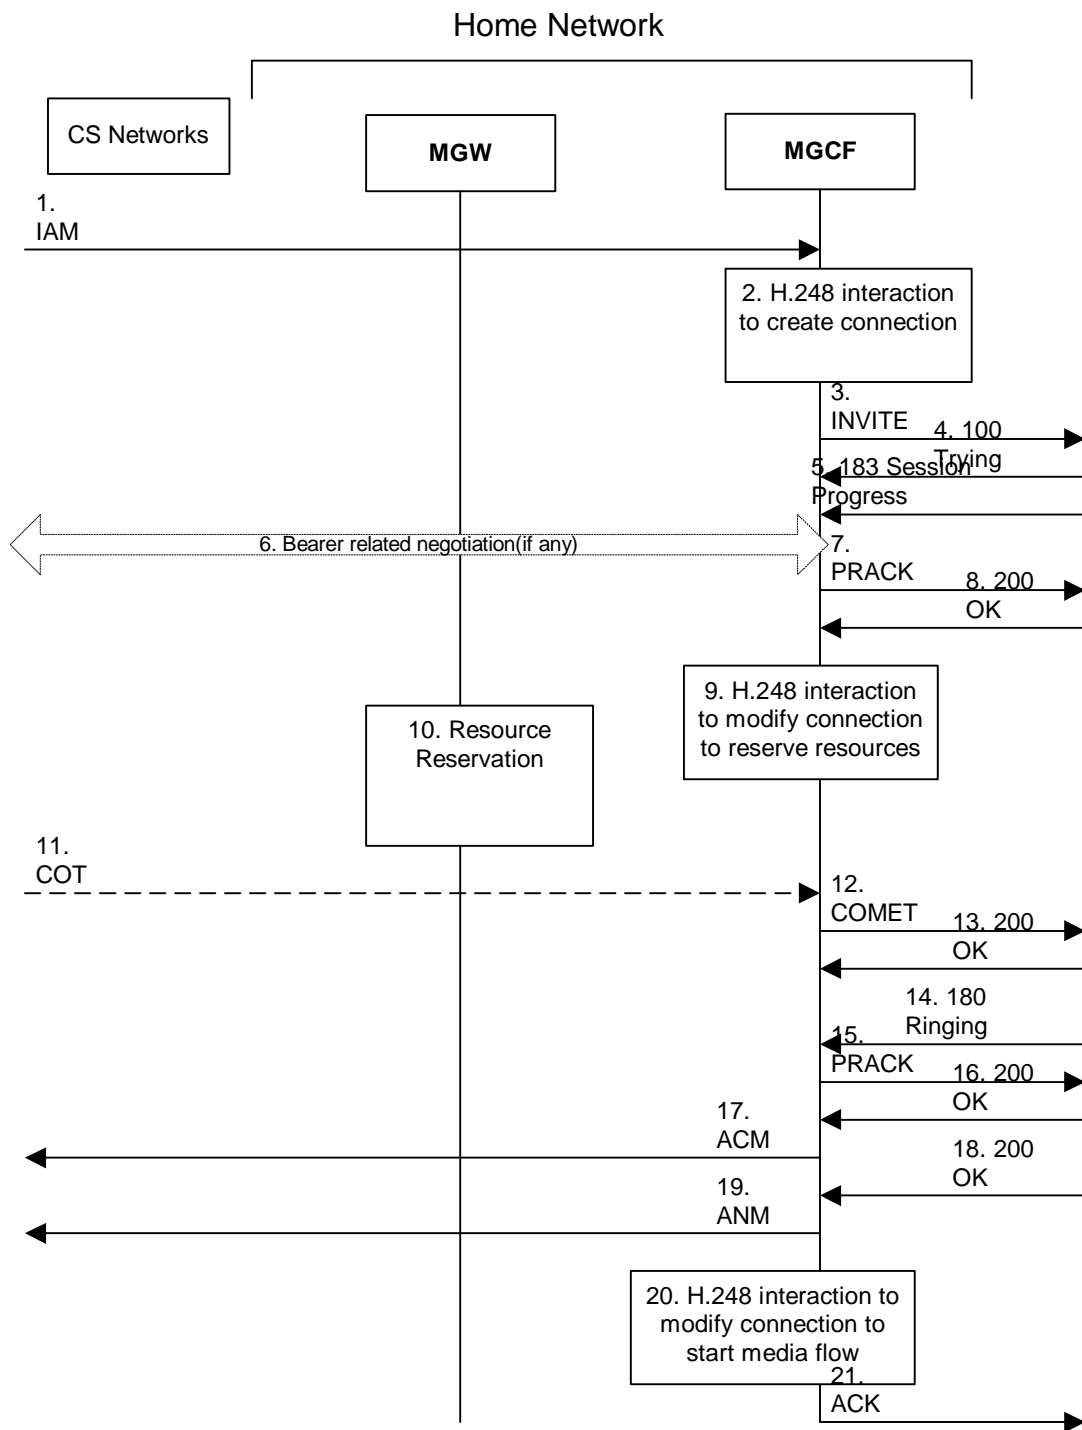 Home Network
CS Networks
MGW
MGCF
1.
IAM
2. H.248 interaction
to create connection
3.
INVITE
4. 100
Trying
5. 183 Session
Progress
6. Bearer related negotiation(if any)
7.
PRACK
8. 200
OK
9. H.248 interaction
to modify connection
to reserve resources
10. Resource
Reservation
11.
COT
12.
COMET
13. 200
OK
14. 180
Ringing
15.
PRACK
16. 200
OK
17.
ACM
18. 200
OK
19.
ANM
20. H.248 interaction to
modify connection to
start media flow
21.
ACK